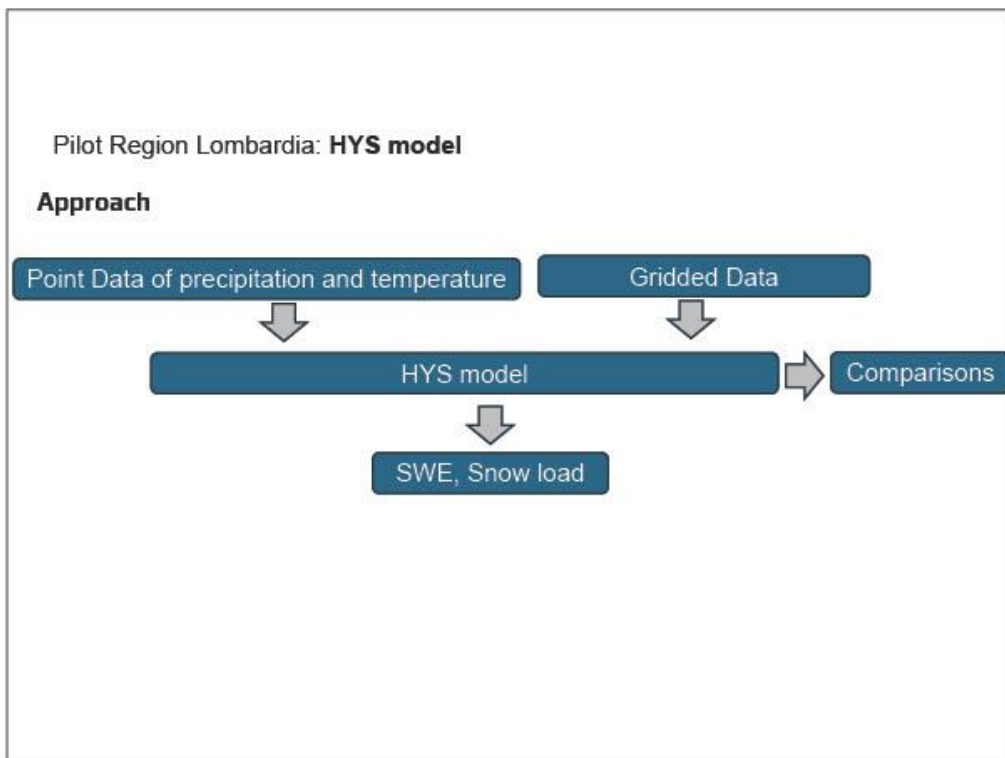 Pilot Region Lombardia: HYS model
Approach
Point Data of precipitation and temperature
Gridded Data
HYS model
Comparisons
SWE, Snow load